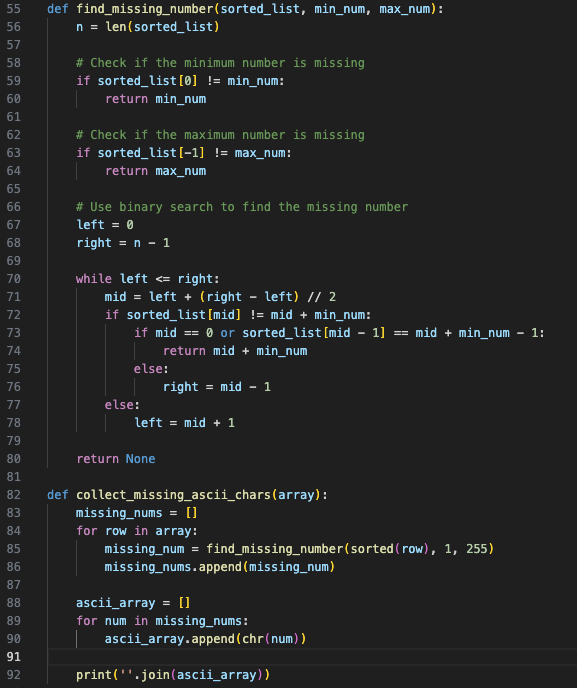 55 def find_missing_number(sorted_list, min_num, max_num):
56     n = len(sorted_list)
57
58     # Check if the minimum number is missing
59     if sorted_list[0] != min_num:
60         return min_num
61
62     # Check if the maximum number is missing
63     if sorted_list[-1] != max_num:
64         return max_num
65
66     # Use binary search to find the missing number
67     left = 0
68     right = n - 1
69
70     while left <= right:
71         mid = left + (right - left) // 2
72         if sorted_list[mid] != mid + min_num:
73             if mid == 0 or sorted_list[mid - 1] == mid + min_num - 1:
74                 return mid + min_num
75             else:
76                 right = mid - 1
77         else:
78             left = mid + 1
79
80     return None
81
82 def collect_missing_ascii_chars(array):
83     missing_nums = []
84     for row in array:
85         missing_num = find_missing_number(sorted(row), 1, 255)
86         missing_nums.append(missing_num)
87
88     ascii_array = []
89     for num in missing_nums:
90         ascii_array.append(chr(num))
91
92     print(''.join(ascii_array))